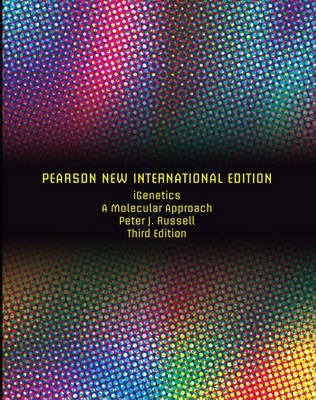 PEARSON NEW INTERNATIONAL EDITION
iGenetics
A Molecular Approach
Peter J. Russell
Third Edition